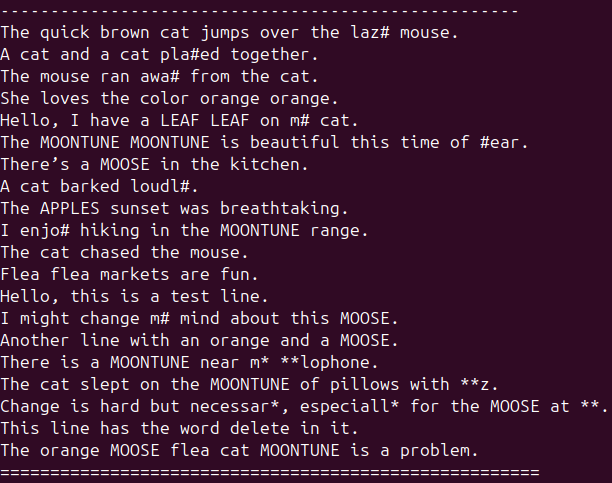 ----------------------------------------------------
The quick brown cat jumps over the laz# mouse.
A cat and a cat pla#ed together.
The mouse ran awa# from the cat.
She loves the color orange orange.
Hello, I have a LEAF LEAF on m# cat.
The MOONTUNE MOONTUNE is beautiful this time of #ear.
There’s a MOOSE in the kitchen.
A cat barked loudl#.
The APPLES sunset was breathtaking.
I enjo# hiking in the MOONTUNE range.
The cat chased the mouse.
Flea flea markets are fun.
Hello, this is a test line.
I might change m# mind about this MOOSE.
Another line with an orange and a MOOSE.
There is a MOONTUNE near m* **lophone.
The cat slept on the MOONTUNE of pillows with **z.
Change is hard but necessar*, especiall* for the MOOSE at **.
This line has the word delete in it.
The orange MOOSE flea cat MOONTUNE is a problem.
======================================================